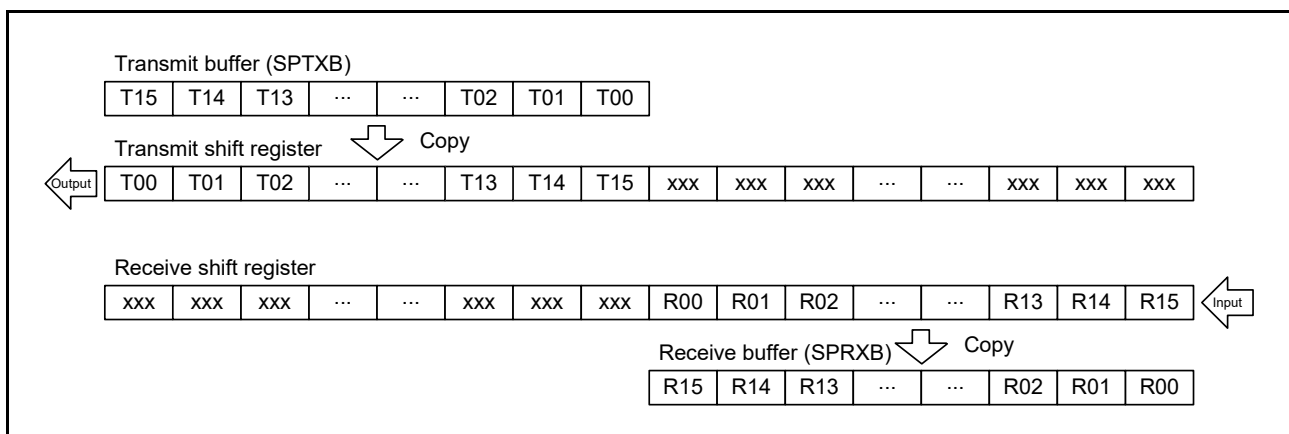 Transmit buffer (SPTXB)
T15 T14 T13 ... ... T02 T01 T00
Copy
Transmit shift register
Output T00 T01 T02 ... ... T13 T14 T15 xxx xxx xxx ... ... xxx xxx xxx
Receive shift register
xxx xxx xxx ... ... xxx xxx xxx R00 R01 R02 ... ... R13 R14 R15 Input
Copy
Receive buffer (SPRXB)
R15 R14 R13 ... ... R02 R01 R00